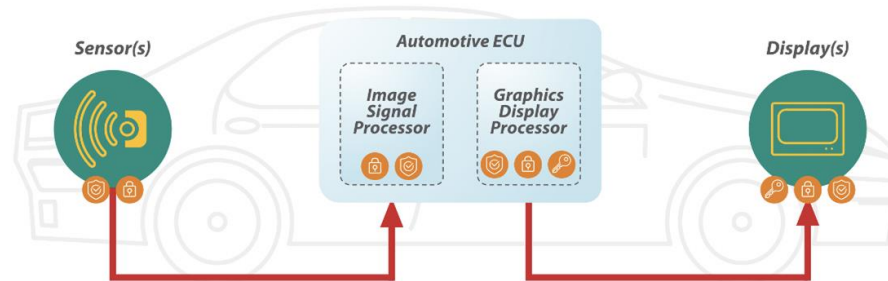 Sensor(s)
Automotive ECU
Display(s)
Image
Signal
Processor
Graphics
Display
Processor